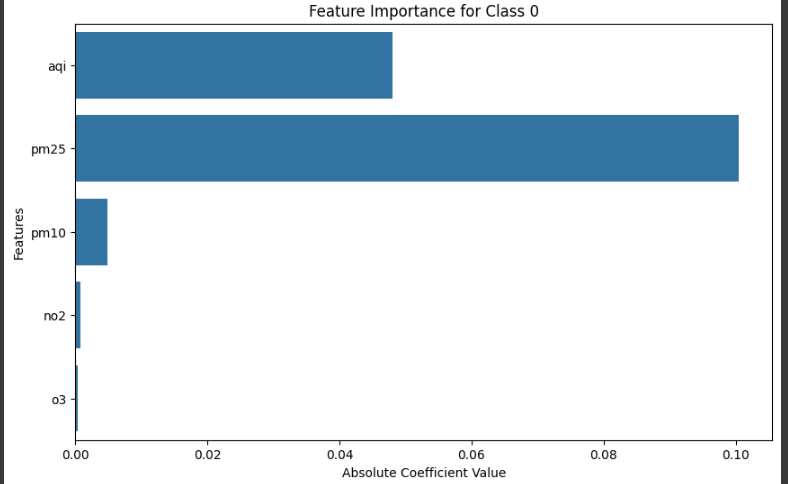 Feature Importance for Class 0
aqi
pm25
pm10
no2
o3
Features
0.00 0.02 0.04 0.06 0.08 0.10
Absolute Coefficient Value